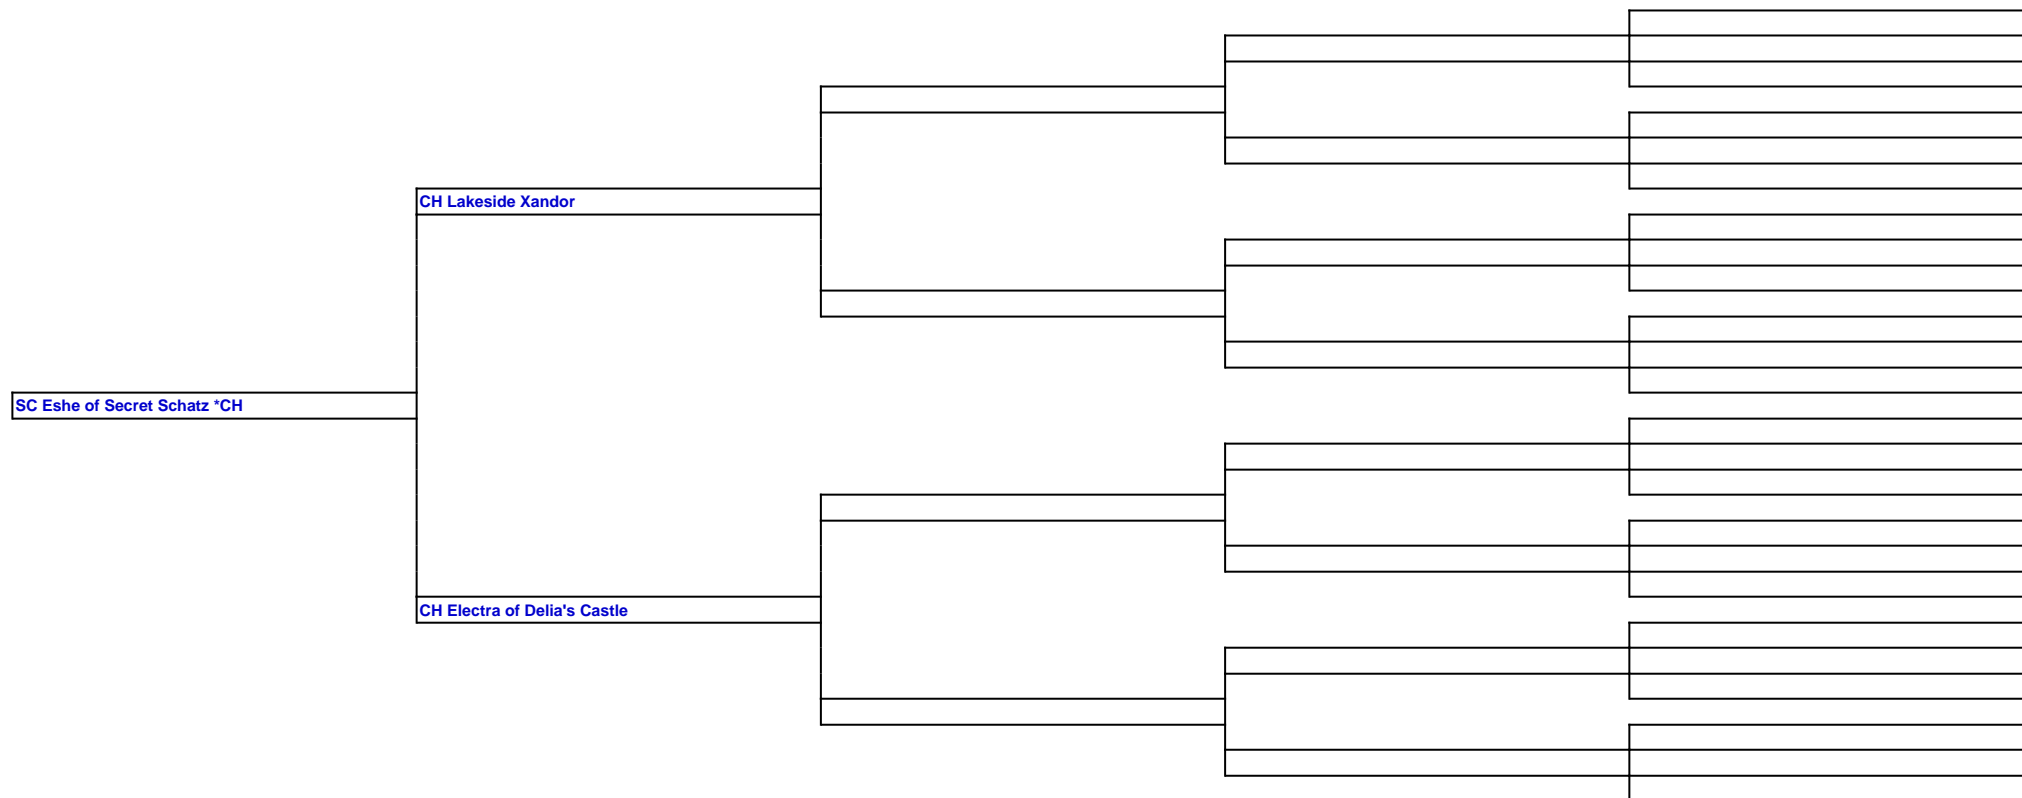 CH Lakeside Xandor
SC Eshe of Secret Schatz *CH
CH Electra of Delia's Castle